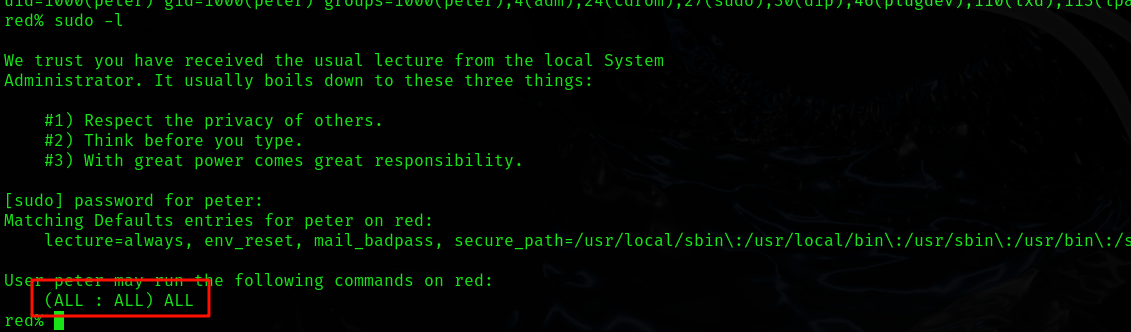 uid=1000(peter) gid=1000(peter) groups=1000(peter),4(adm),24(cdrom),27(sudo),30(dip),46(plugdev),110(lxd),113(lpa
red% sudo -l
We trust you have received the usual lecture from the local System
Administrator. It usually boils down to these three things:
#1) Respect the privacy of others.
#2) Think before you type.
#3) With great power comes great responsibility.
[sudo] password for peter:
Matching Defaults entries for peter on red:
lecture=always, env_reset, mail_badpass, secure_path=/usr/local/sbin\:/usr/local/bin\:/usr/sbin\:/usr/bin\:/s
User peter may run the following commands on red:
(ALL : ALL) ALL
red%